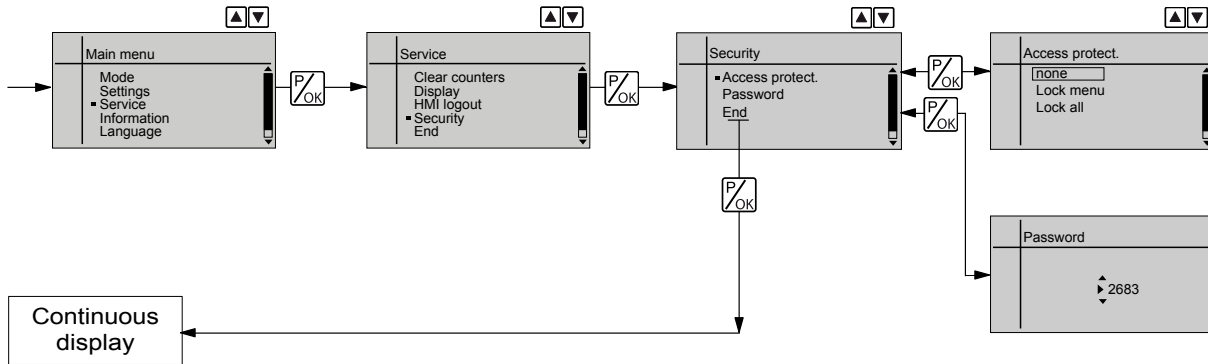 Main menu
Mode
Settings
Service
Information
Language
P/OK
Service
Clear counters
Display
HMI logout
Security
End
P/OK
Security
Access protect.
Password
End
P/OK
P/OK
Access protect.
none
Lock menu
Lock all
P/OK
Password
2683
Continuous
display